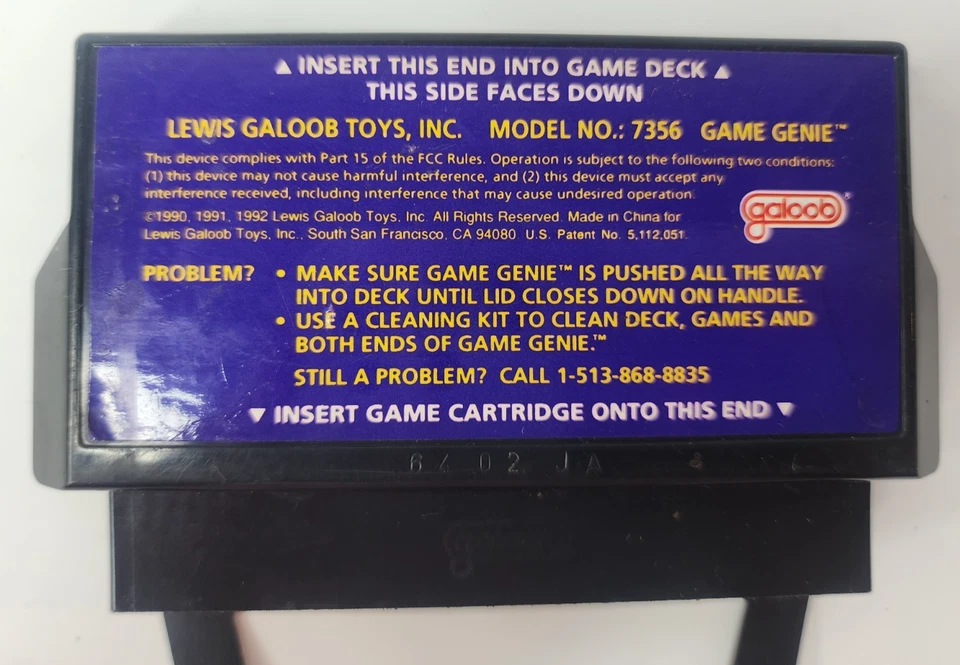 ▲ INSERT THIS END INTO GAME DECK ▲
THIS SIDE FACES DOWN
LEWIS GALOOB TOYS, INC. MODEL NO.: 7356 GAME GENIE™
This device complies with Part 15 of the FCC Rules. Operation is subject to the following two conditions:
(1) this device may not cause harmful interference, and (2) this device must accept any
interference received, including interference that may cause undesired operation.
©1990, 1991, 1992 Lewis Galoob Toys, Inc. All Rights Reserved. Made in China for
Lewis Galoob Toys, Inc., South San Francisco, CA 94080 U.S. Patent No. 5,112,051.
galoob®
PROBLEM? • MAKE SURE GAME GENIE™ IS PUSHED ALL THE WAY
INTO DECK UNTIL LID CLOSES DOWN ON HANDLE.
• USE A CLEANING KIT TO CLEAN DECK, GAMES AND
BOTH ENDS OF GAME GENIE.™
STILL A PROBLEM? CALL 1-513-868-8835
▼ INSERT GAME CARTRIDGE ONTO THIS END ▼
02 JA
galoob